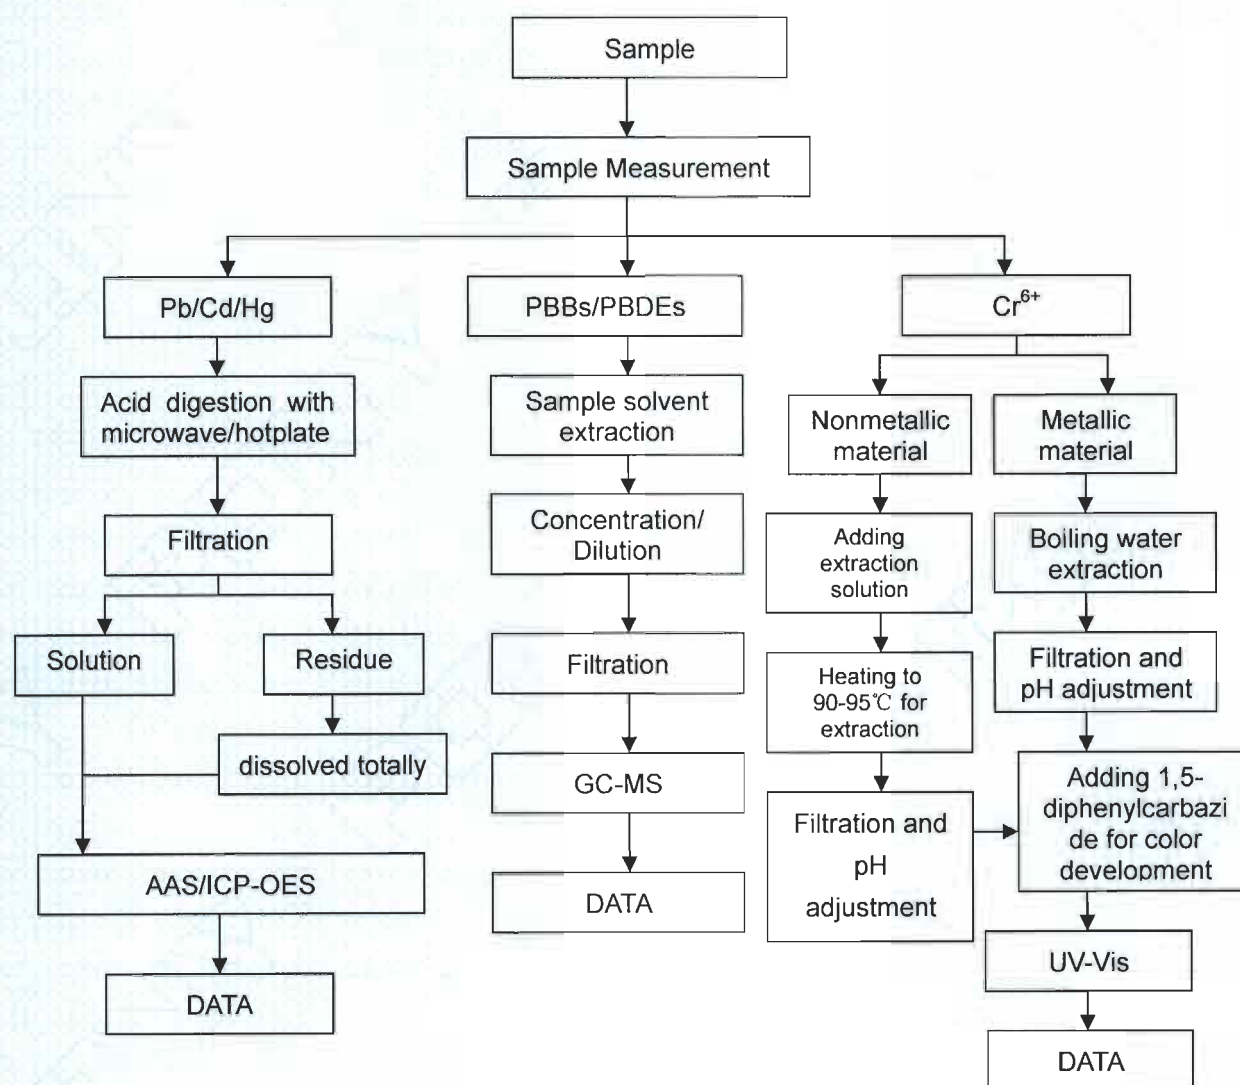 Sample
Sample Measurement
Pb/Cd/Hg
PBBs/PBDEs
Cr6+
Acid digestion with
microwave/hotplate
Sample solvent
extraction
Nonmetallic
material
Metallic
material
Filtration
Concentration/
Dilution
Adding
extraction
solution
Boiling water
extraction
Solution
Residue
Filtration
Heating to
90-95℃ for
extraction
Filtration and
pH adjustment
dissolved totally
GC-MS
Filtration and
pH
adjustment
Adding 1,5-
diphenylcarbazi
de for color
development
AAS/ICP-OES
DATA
UV-Vis
DATA
DATA